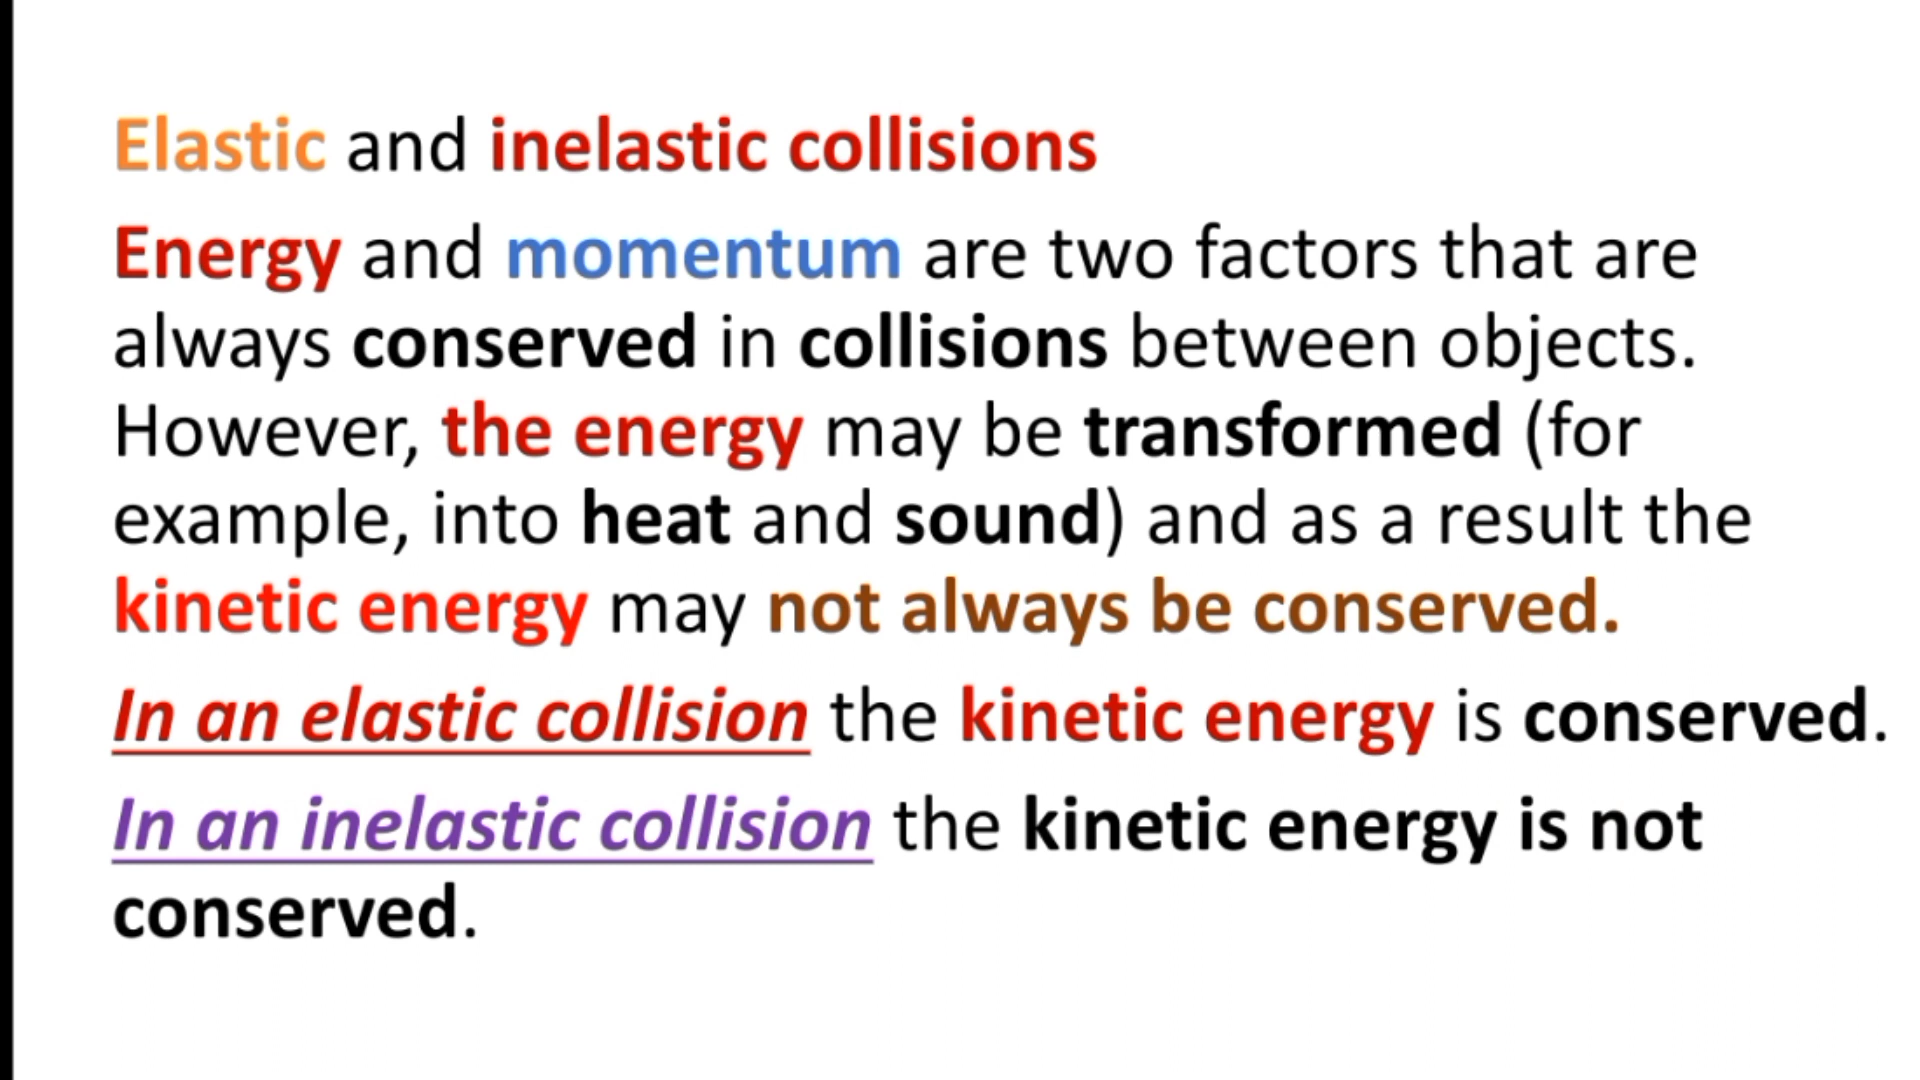 Elastic and inelastic collisions
Energy and momentum are two factors that are
always conserved in collisions between objects.
However, the energy may be transformed (for
example, into heat and sound) and as a result the
kinetic energy may not always be conserved.
In an elastic collision the kinetic energy is conserved.
In an inelastic collision the kinetic energy is not
conserved.